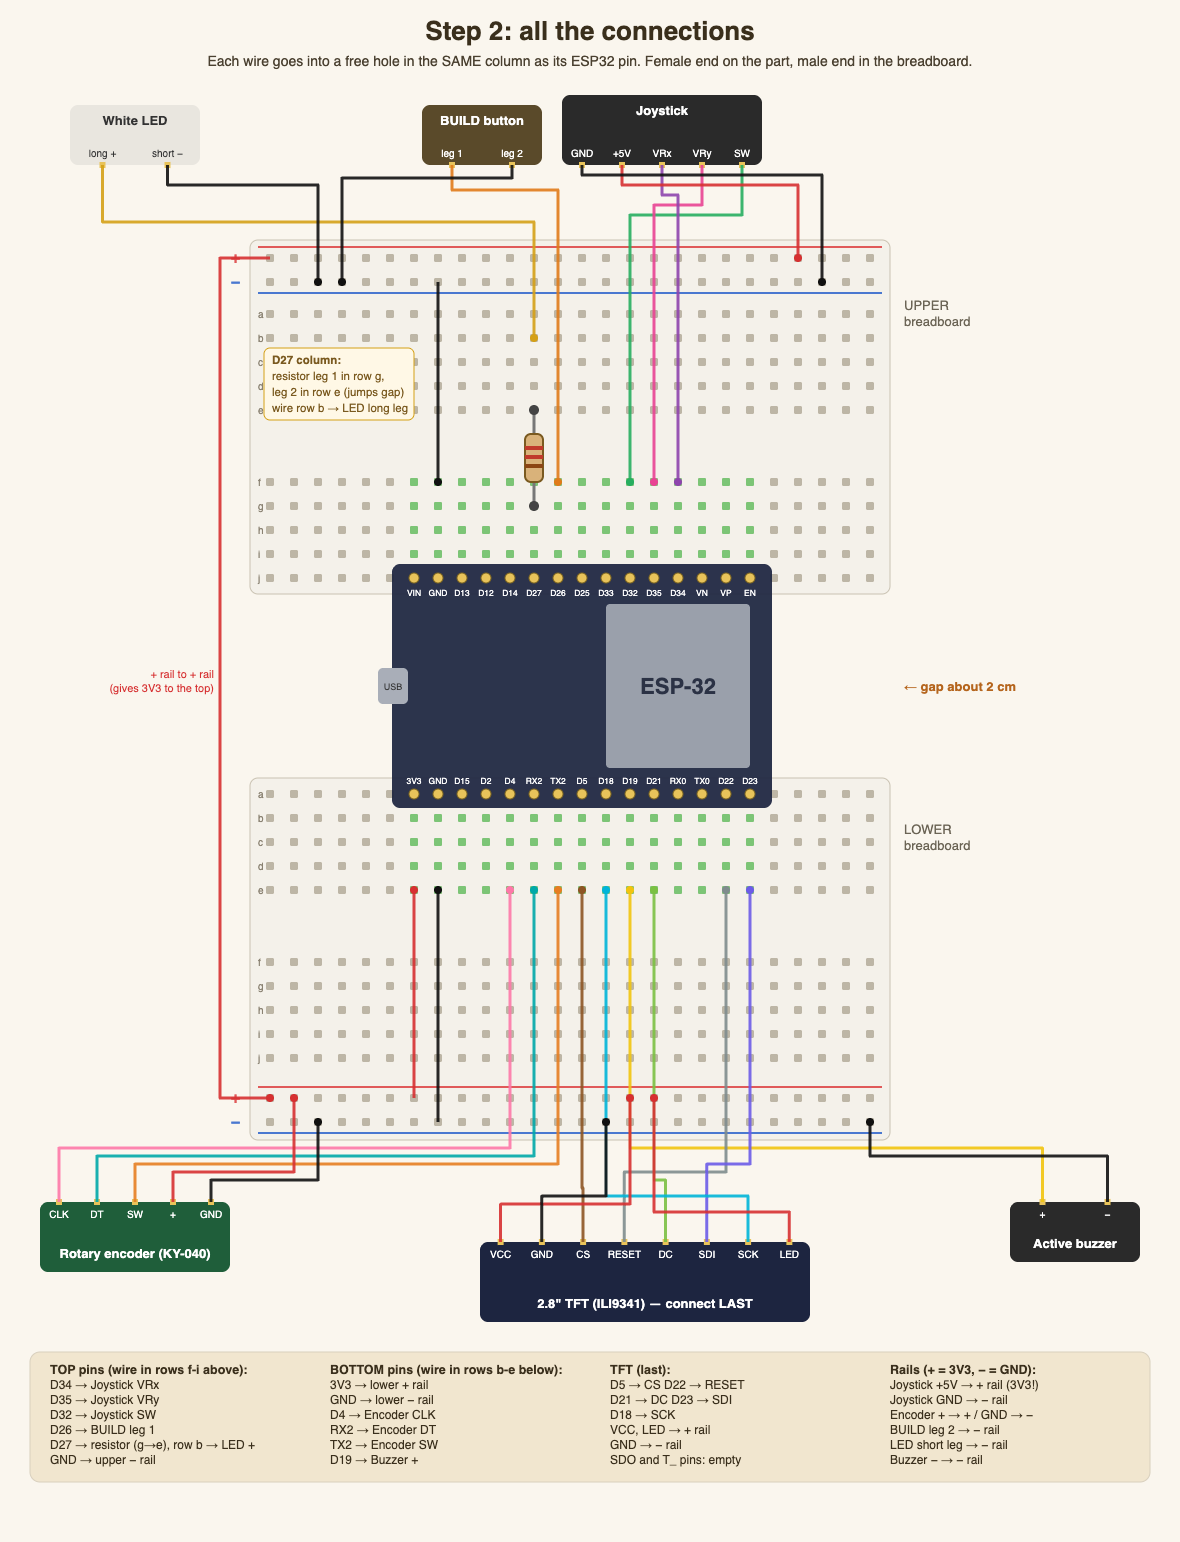 Step 2: all the connections
Each wire goes into a free hole in the SAME column as its ESP32 pin. Female end on the part, male end in the breadboard.
White LED
long +
short –
BUILD button
leg 1
leg 2
Joystick
GND
+5V
VRx
VRy
SW
+
–
a
b
c
d
e
f
g
h
i
j
UPPER
breadboard
D27 column:
resistor leg 1 in row g,
leg 2 in row e (jumps gap)
wire row b → LED long leg
VIN GND D13 D12 D14 D27 D26 D25 D33 D32 D35 D34 VN VP EN
+ rail to + rail
(gives 3V3 to the top)
USB
ESP-32
← gap about 2 cm
3V3 GND D15 D2 D4 RX2 TX2 D5 D18 D19 D21 RX0 TX0 D22 D23
a
b
c
d
e
f
g
h
i
j
LOWER
breadboard
+
–
CLK DT SW + GND
Rotary encoder (KY-040)
VCC GND CS RESET DC SDI SCK LED
2.8" TFT (ILI9341) — connect LAST
+ –
Active buzzer
TOP pins (wire in rows f-i above):
D34 → Joystick VRx
D35 → Joystick VRy
D32 → Joystick SW
D26 → BUILD leg 1
D27 → resistor (g→e), row b → LED +
GND → upper – rail
BOTTOM pins (wire in rows b-e below):
3V3 → lower + rail
GND → lower – rail
D4 → Encoder CLK
RX2 → Encoder DT
TX2 → Encoder SW
D19 → Buzzer +
TFT (last):
D5 → CS D22 → RESET
D21 → DC D23 → SDI
D18 → SCK
VCC, LED → + rail
GND → – rail
SDO and T_ pins: empty
Rails (+ = 3V3, – = GND):
Joystick +5V → + rail (3V3!)
Joystick GND → – rail
Encoder + → + / GND → –
BUILD leg 2 → – rail
LED short leg → – rail
Buzzer – → – rail